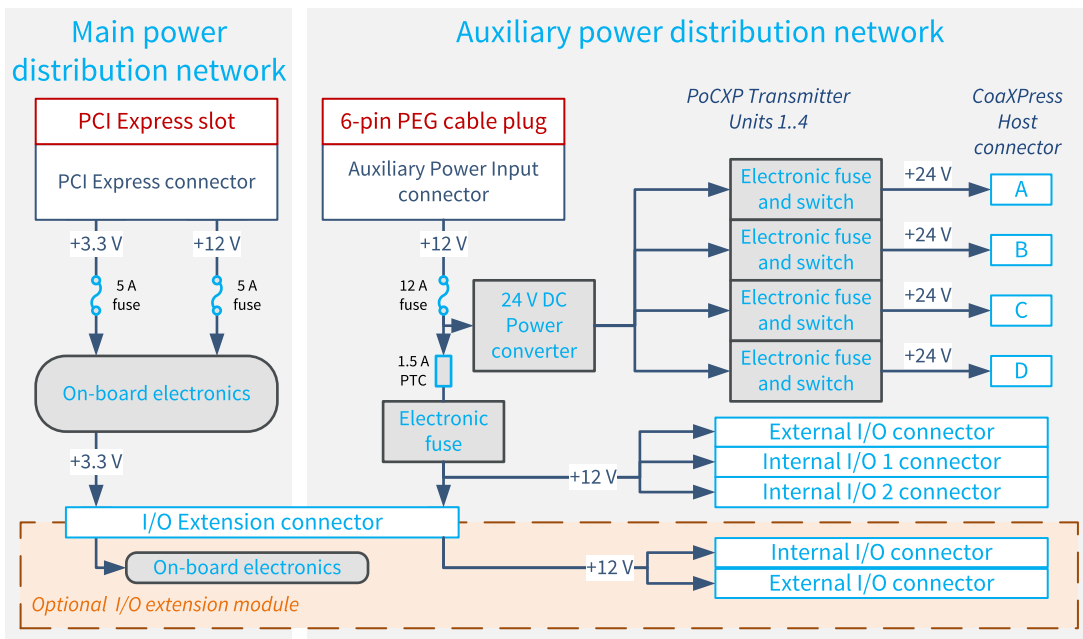 Main power
distribution network
PCI Express slot
PCI Express connector
+3.3 V
+12 V
5 A
fuse
5 A
fuse
On-board electronics
+3.3 V
Auxiliary power distribution network
6-pin PEG cable plug
Auxiliary Power Input
connector
+12 V
12 A
fuse
24 V DC
Power
converter
1.5 A
PTC
Electronic
fuse
PoCXP Transmitter
Units 1..4
CoaXPress
Host
connector
Electronic fuse
and switch
+24 V
A
Electronic fuse
and switch
+24 V
B
Electronic fuse
and switch
+24 V
C
Electronic fuse
and switch
+24 V
D
+12 V
External I/O connector
Internal I/O 1 connector
Internal I/O 2 connector
I/O Extension connector
On-board electronics
+12 V
Internal I/O connector
External I/O connector
Optional I/O extension module